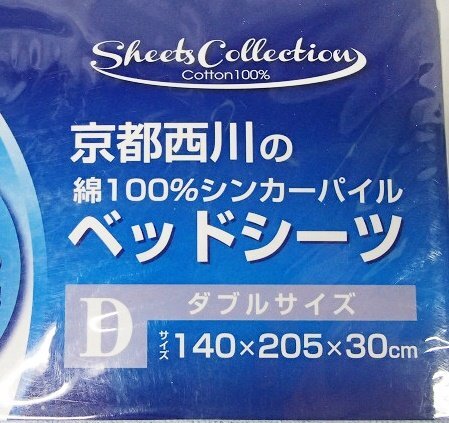 Sheets Collection
Cotton100%
京都西川の
綿100%シンカーパイル
ベッドシーツ
D ダブルサイズ
サイズ 140×205×30cm